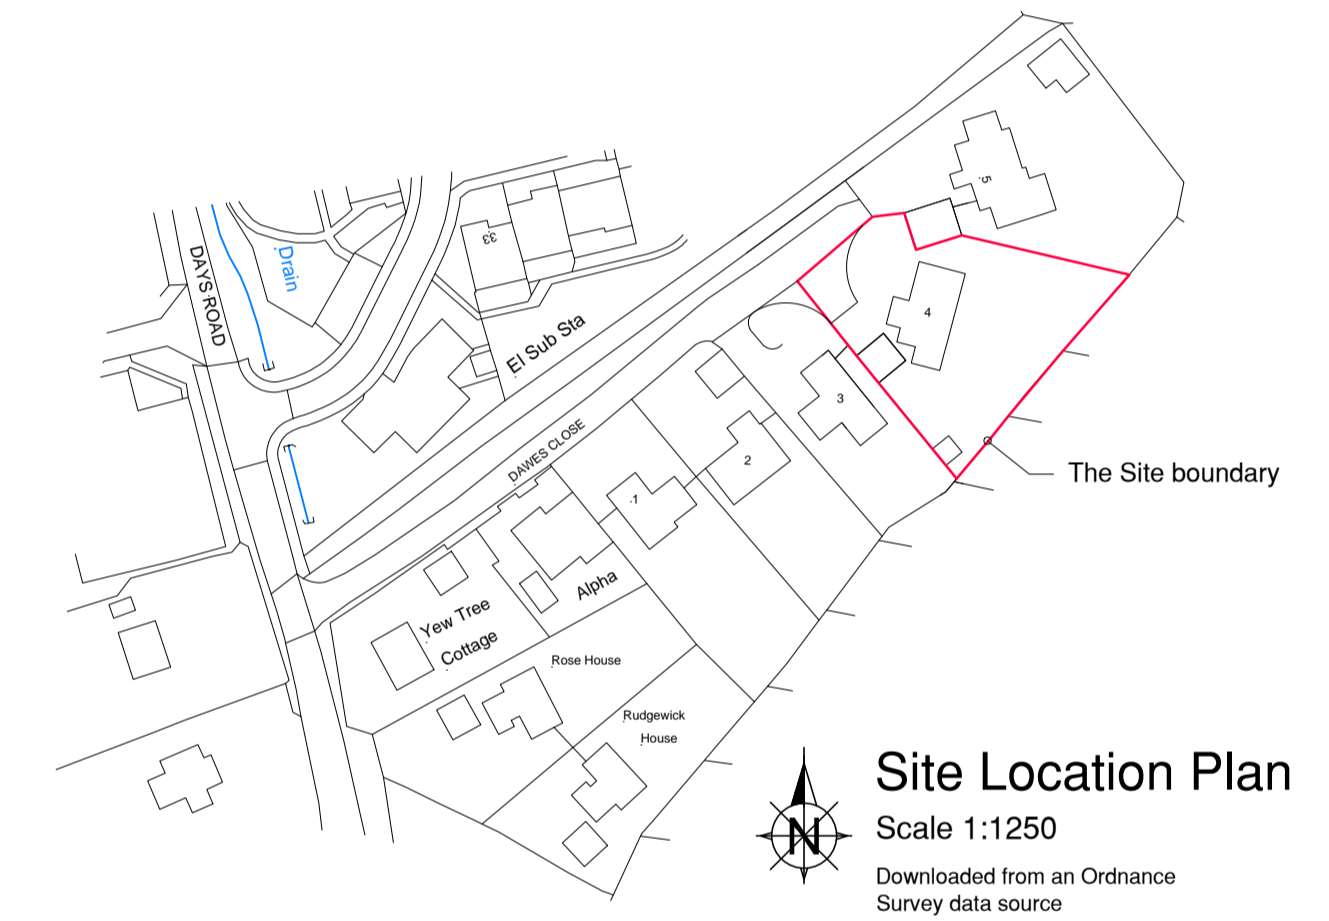 5
33
Drain
DAYS ROAD
4
El Sub Sta
3
DAWES CLOSE
2
The Site boundary
1
Alpha
Yew Tree
Cottage
Rose House
Rudgewick
House
Site Location Plan
N
Scale 1:1250
Downloaded from an Ordnance
Survey data source